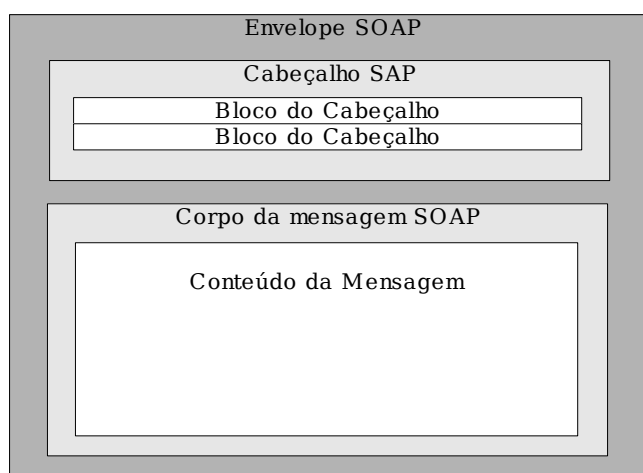 Envelope SOAP
Cabeçalho SAP
Bloco do Cabeçalho
Bloco do Cabeçalho
Corpo da mensagem SOAP
Conteúdo da Mensagem